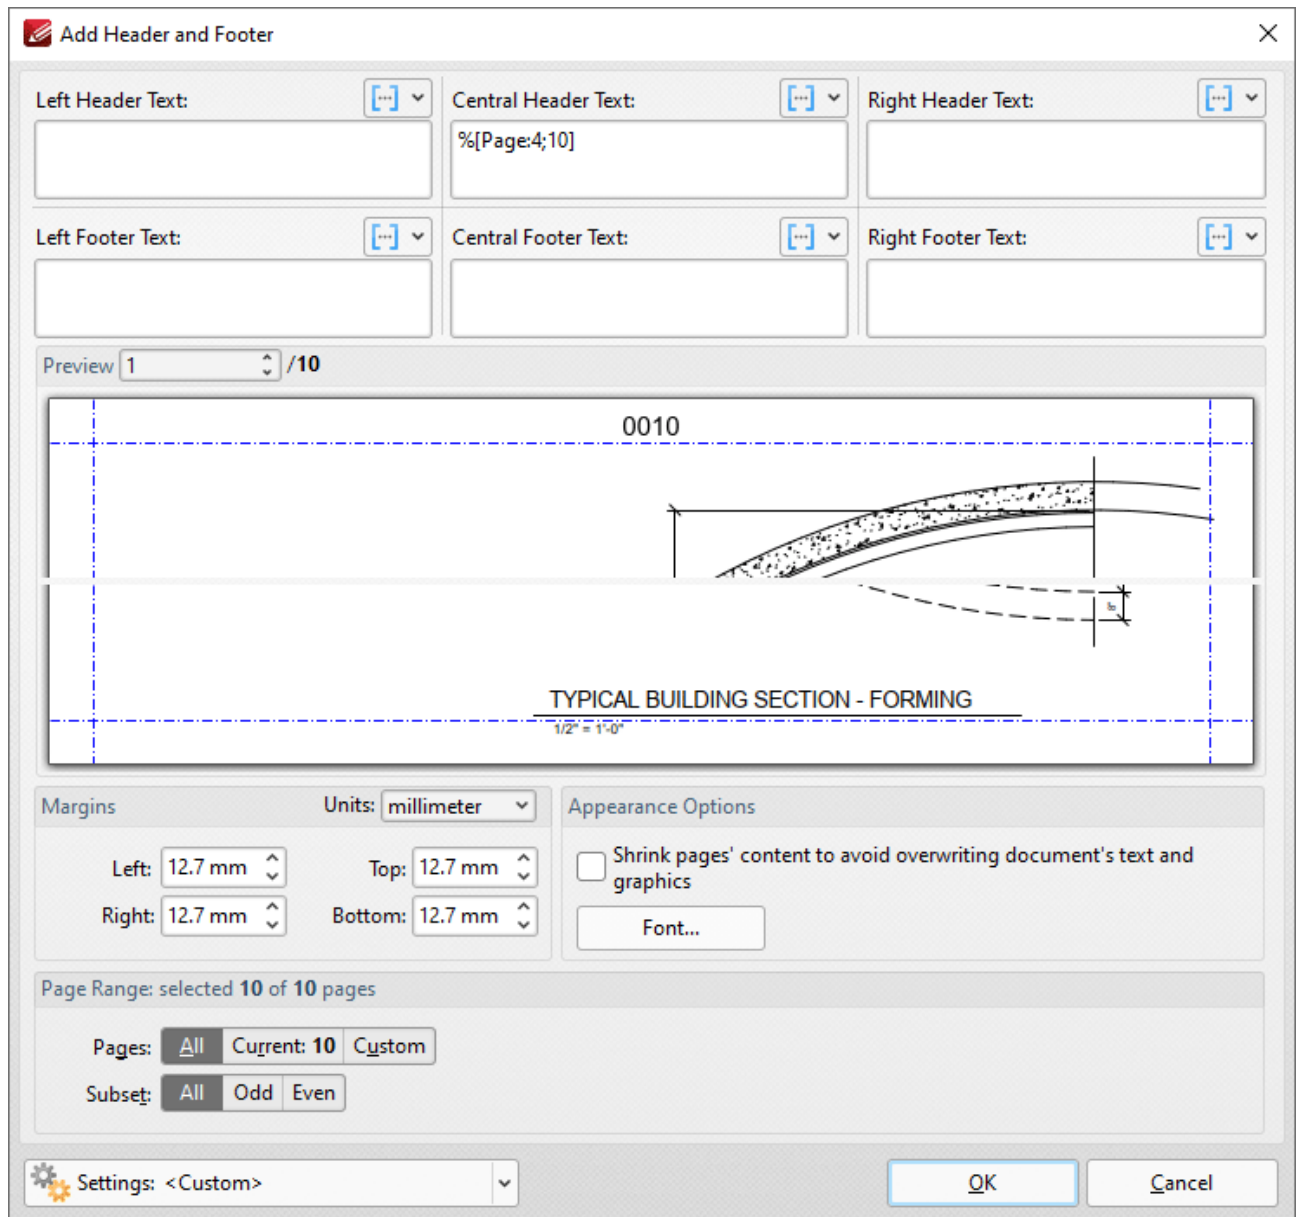 Add Header and Footer
Left Header Text:
Central Header Text:
Right Header Text:
%[Page:4;10]
Left Footer Text:
Central Footer Text:
Right Footer Text:
Preview 1 /10
0010
TYPICAL BUILDING SECTION - FORMING
1/2" = 1'-0"
Margins
Units: millimeter
Left: 12.7 mm
Top: 12.7 mm
Right: 12.7 mm
Bottom: 12.7 mm
Appearance Options
Shrink pages' content to avoid overwriting document's text and
graphics
Font...
Page Range: selected 10 of 10 pages
Pages: All Current: 10 Custom
Subset: All Odd Even
Settings: <Custom>
OK
Cancel